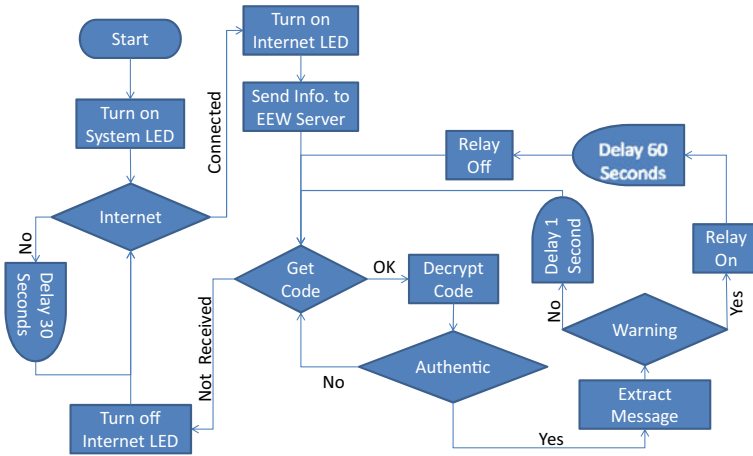 Start
Turn on
System LED
Internet
No
Delay 30
Seconds
Connected
Turn on
Internet LED
Send Info. to
EEW Server
Get
Code
OK
Decrypt
Code
Authentic
No
Yes
Not Received
Turn off
Internet LED
Extract
Message
Warning
No
Delay 1
Second
Yes
Relay
On
Delay 60
Seconds
Relay
Off